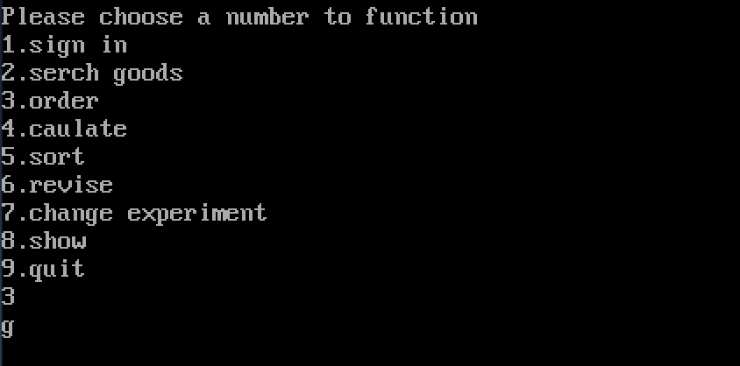 Please choose a number to function
1.sign in
2.serch goods
3.order
4.caulate
5.sort
6.revise
7.change experiment
8.show
9.quit
3
g